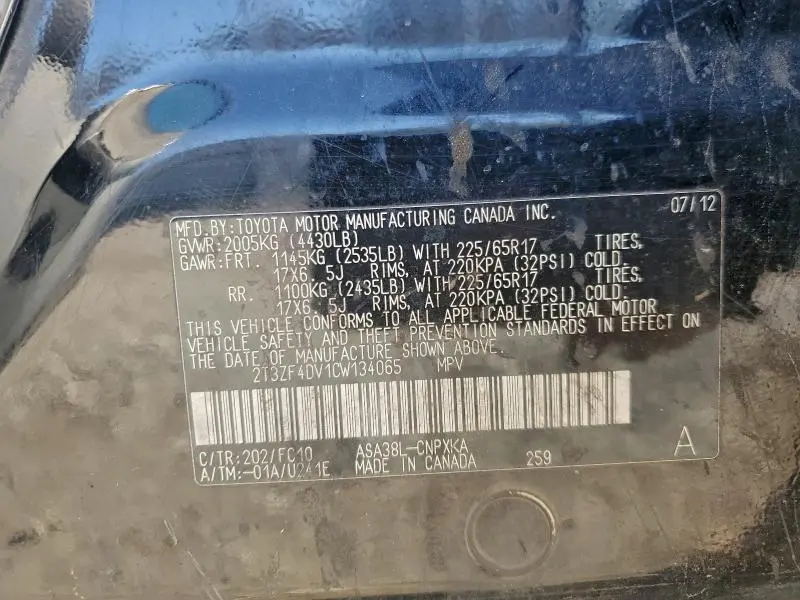 MFD.BY:TOYOTA MOTOR MANUFACTURING CANADA INC. 07/12
GVWR:2005KG (4430LB)
GAWR:FRT. 1145KG (2535LB) WITH 225/65R17 TIRES,
17X6.5J RIMS, AT 220KPA (32PSI) COLD.
RR. 1100KG (2435LB) WITH 225/65R17 TIRES,
17X6.5J RIMS, AT 220KPA (32PSI) COLD.
THIS VEHICLE CONFORMS TO ALL APPLICABLE FEDERAL MOTOR
VEHICLE SAFETY AND THEFT PREVENTION STANDARDS IN EFFECT ON
THE DATE OF MANUFACTURE SHOWN ABOVE.
2T3ZF4DV1CW134065 MPV
C/TR:202/FC10 ASA38L-CNPXKA A
A/TM:-01A/U241E MADE IN CANADA 259